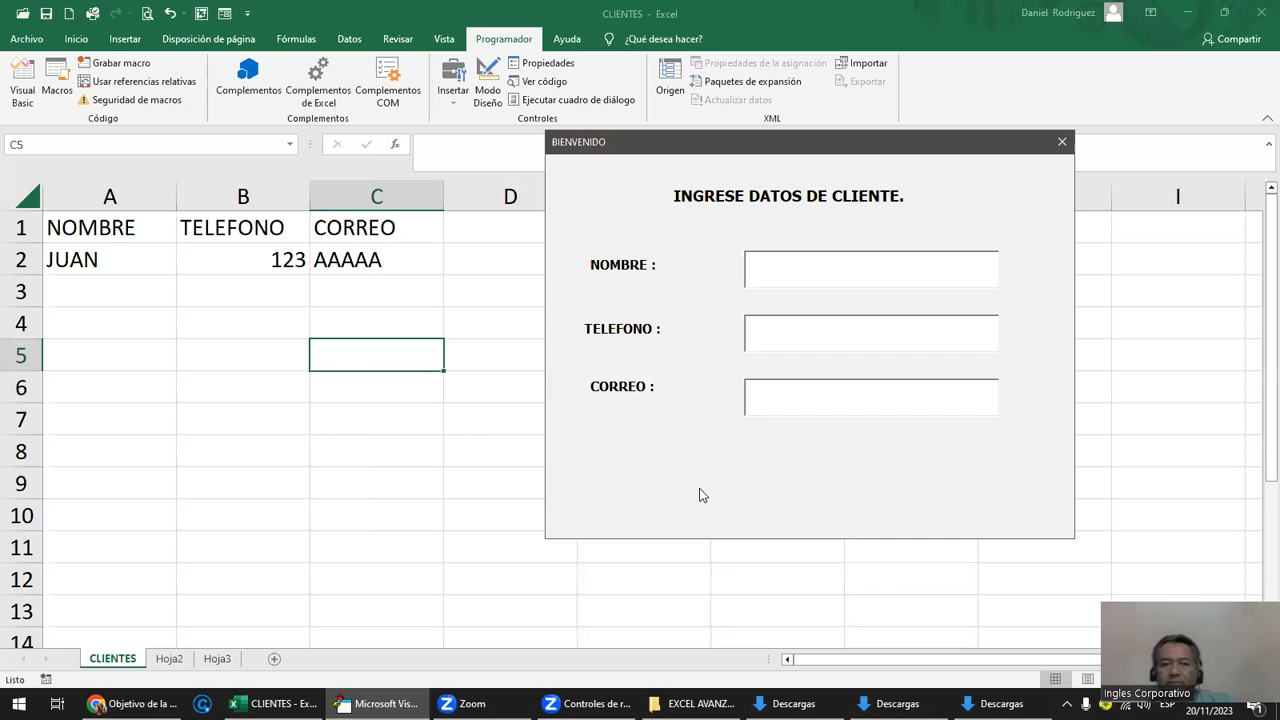 CLIENTES - Excel
Daniel Rodriguez
Archivo Inicio Insertar Disposición de página Fórmulas Datos Revisar Vista Programador Ayuda ¿Qué desea hacer? Compartir
Visual Basic
Macros
Grabar macro
Usar referencias relativas
Seguridad de macros
Código
Complementos
Complementos de Excel
Complementos COM
Complementos
Insertar
Modo Diseño
Propiedades
Ver código
Ejecutar cuadro de diálogo
Controles
Origen
Propiedades de la asignación
Paquetes de expansión
Actualizar datos
Importar
Exportar
XML
C5
fx
BIENVENIDO
INGRESE DATOS DE CLIENTE.
NOMBRE :
TELEFONO :
CORREO :
A B C D I
1 NOMBRE TELEFONO CORREO
2 JUAN 123 AAAAA
3
4
5
6
7
8
9
10
11
12
13
14
CLIENTES Hoja2 Hoja3
Listo
Ingles Corporativo
Objetivo de la ... CLIENTES - Exc... Microsoft Vis... Zoom Controles de r... EXCEL AVANZ... Descargas Descargas Descargas
20/11/2023